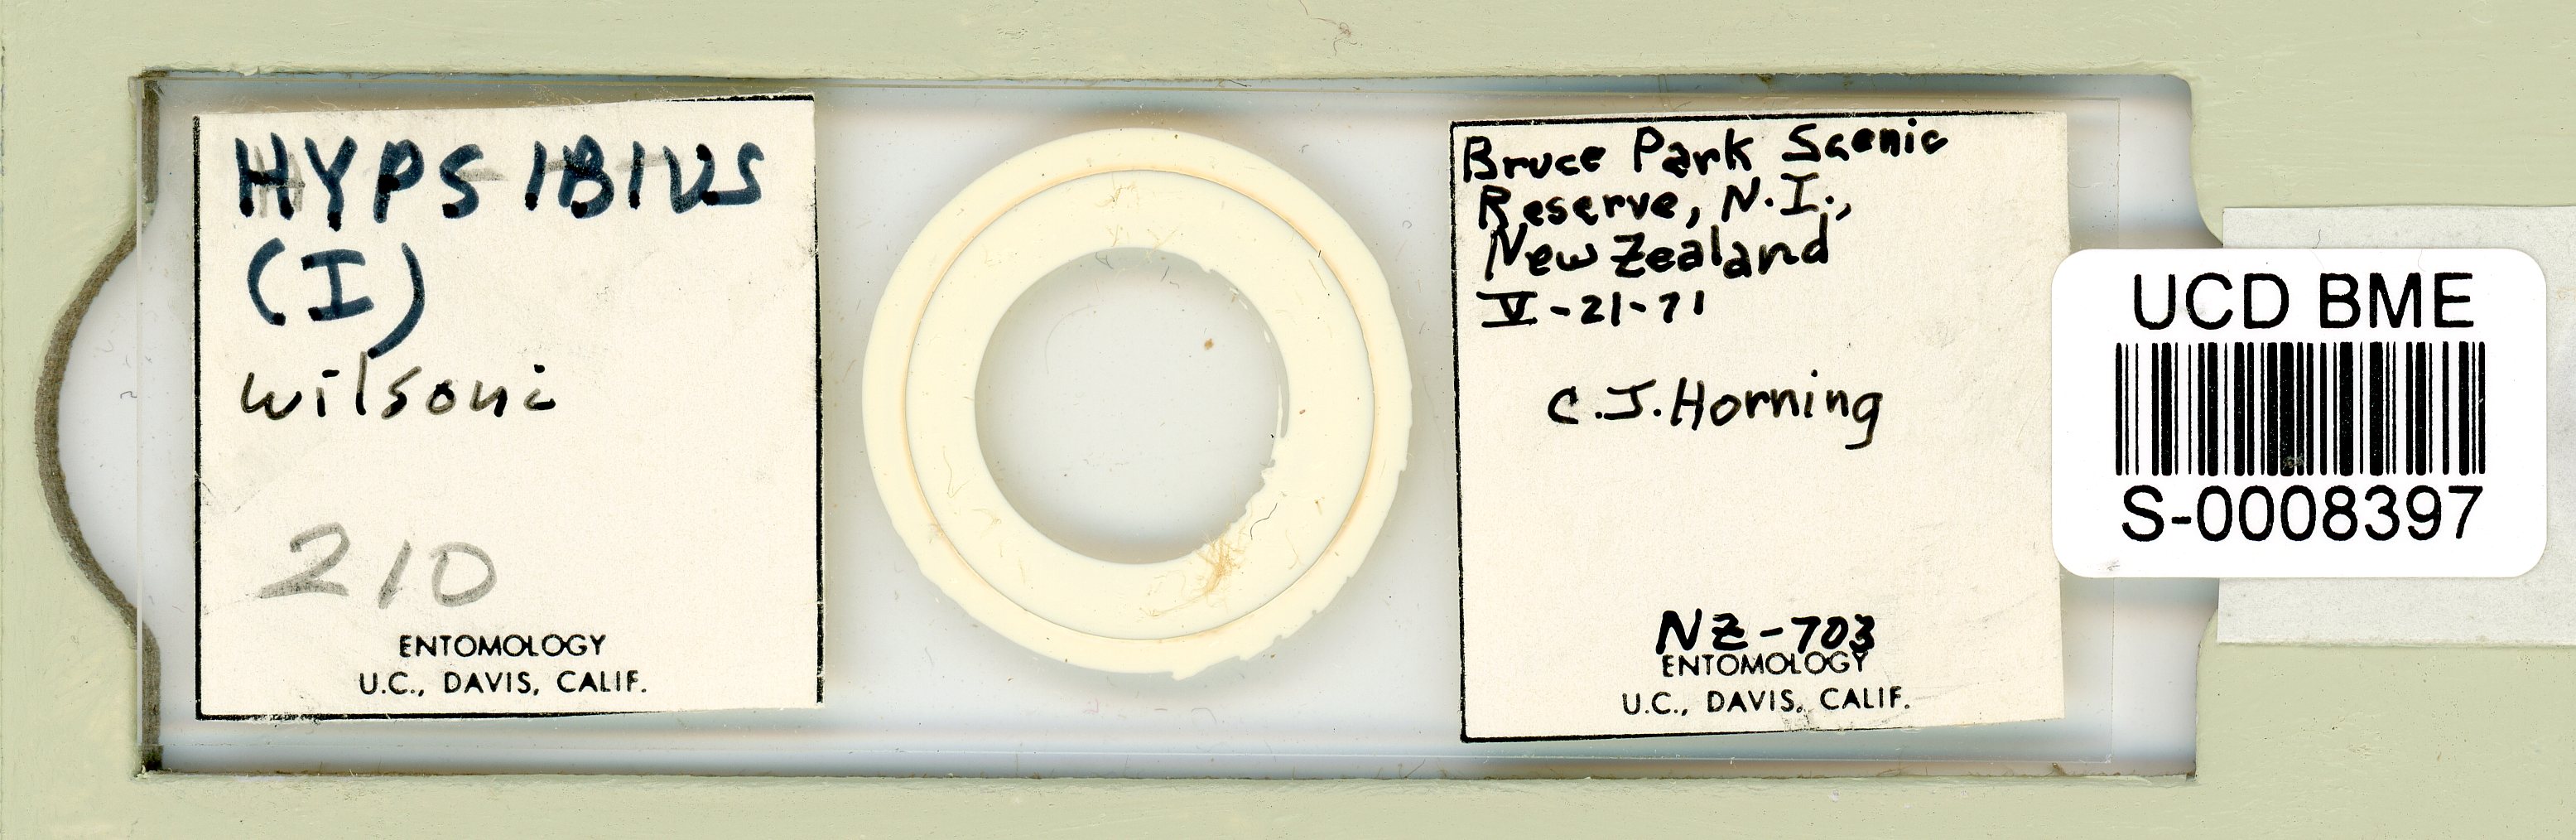 HYPSIBIUS
(I)
wilsoni
210
ENTOMOLOGY
U.C., DAVIS, CALIF.
Bruce Park Scenic
Reserve, N.I.,
New Zealand
V-21-71
C.J. Horning
NZ-703
ENTOMOLOGY
U.C., DAVIS, CALIF.
UCD BME
S-0008397